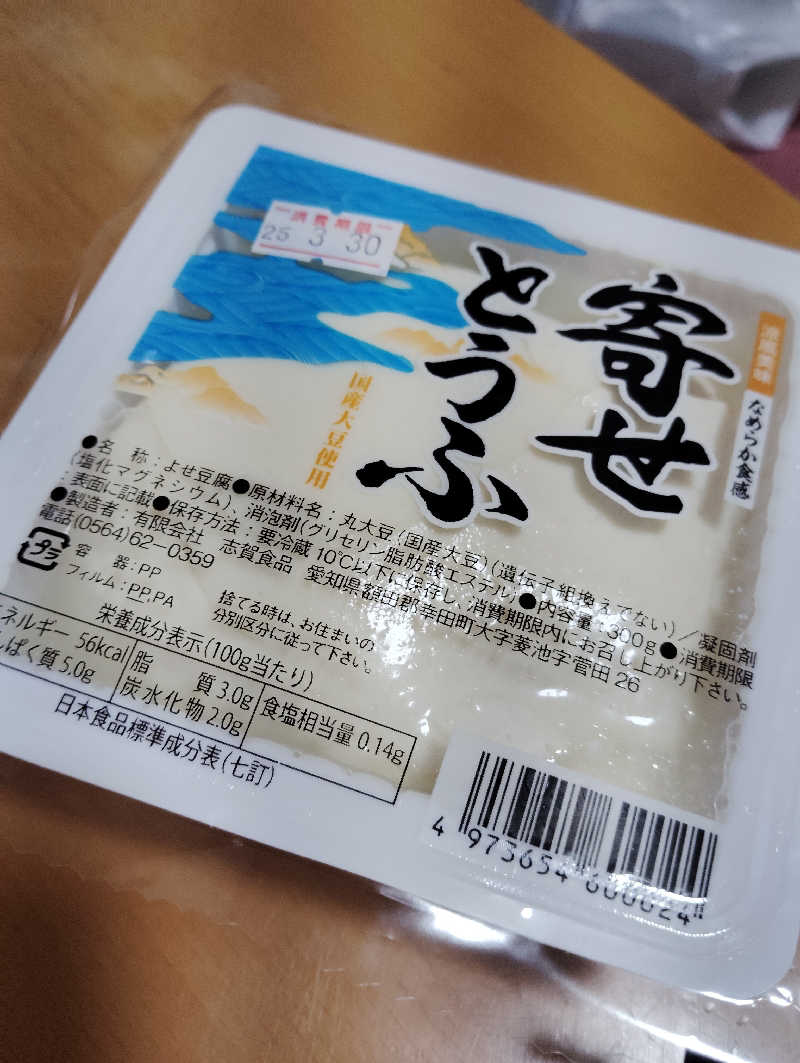 消費期限
25 3 30
寄せ
とうふ
なめらか食感
国産大豆使用
●名　称：よせ豆腐●原材料名：丸大豆(国産大豆)(遺伝子組換えでない)／凝固剤
(塩化マグネシウム)、消泡剤(グリセリン脂肪酸エステル)●内容量：300g●消費期限
：表面に記載●保存方法：要冷蔵10℃以下に保存し、消費期限内にお召し上がり下さい。
●製造者：有限会社　志賀食品　愛知県額田郡幸田町大字菱池字菅田26
電話(0564)62−0359
プラ
容　器：PP
フィルム：PP,PA
捨てる時は、お住まいの
分別区分に従って下さい。
栄養成分表示(100g当たり)
ネルギー 56kcal 脂　質 3.0g 食塩相当量 0.14g
ぱく質 5.0g 炭水化物 2.0g
日本食品標準成分表(七訂)
4 973654 600024